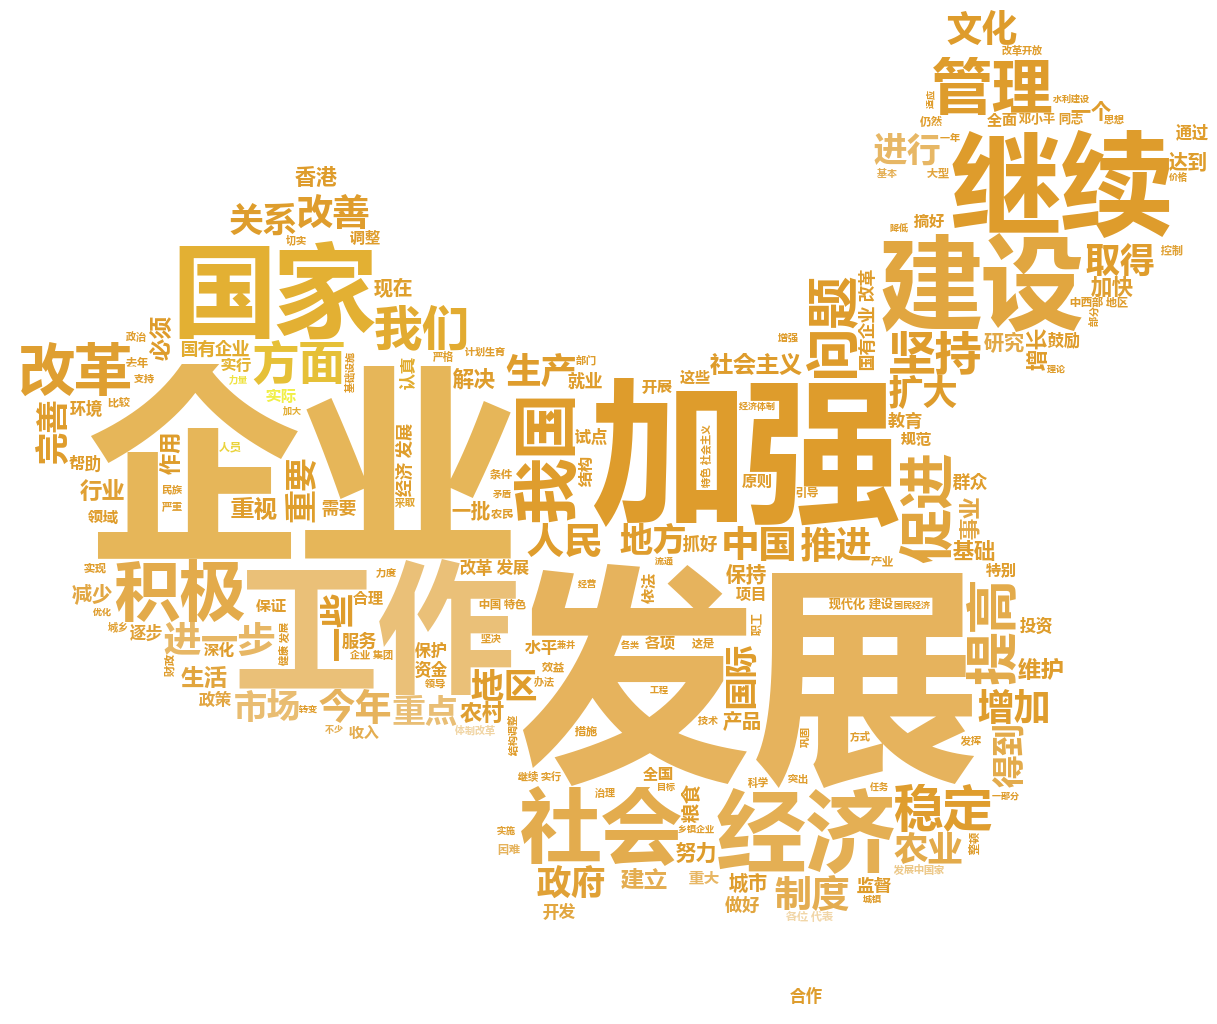 文化
改革开放
管理
水利建设
一个
全面
邓小平 同志
思想
仍然
通过
进行
一年
继续
达到
价格
基本
大型
香港
改善
关系
切实
调整
搞好
降低
建设
取得
控制
国家
现在
加快
中西部 地区
部分
我们
问题
国有企业 改革
必须
政治
改革
去年
支持
国有企业
实行
力量
方面
实际
加大
基础设施
认真
严格
计划生育
解决
生产
部门
就业
增强
社会主义
坚持
研究
增长
鼓励
理论
开展
这些
扩大
完善
环境
比较
企业
加强
我国
试点
经济体制
教育
规范
作用
人员
经济 发展
特色 社会主义
结构
原则
引导
促进
群众
帮助
行业
领域
民族
严重
重视
重要
需要
采取
条件
矛盾
一批
农民
事业
人民
地方
抓好
中国
推进
基础
产业
流通
实现
减少
优化
积极
力度
改革 发展
保持
项目
特别
工作
发展
经营
依法
现代化 建设
国民经济
提高
城乡
逐步
进一步
深化
健康 发展
保证
一些
合理
服务
企业 集团
中国 特色
坚决
保护
资金
领导
水平
兼并
各类
各项
这是
职工
投资
维护
财政
生活
政策
市场
转变
今年
不少
收入
重点
地区
农村
体制改革
办法
效益
工程
国际
技术
产品
增加
得到
结构调整
措施
巩固
方式
发挥
继续 实行
全国
目标
科学
突出
任务
一部分
社会
治理
粮食
乡镇企业
经济
稳定
实施
困难
努力
农业
整顿
发展中国家
政府
建立
重大
城市
制度
监督
城镇
开发
做好
各位 代表
合作